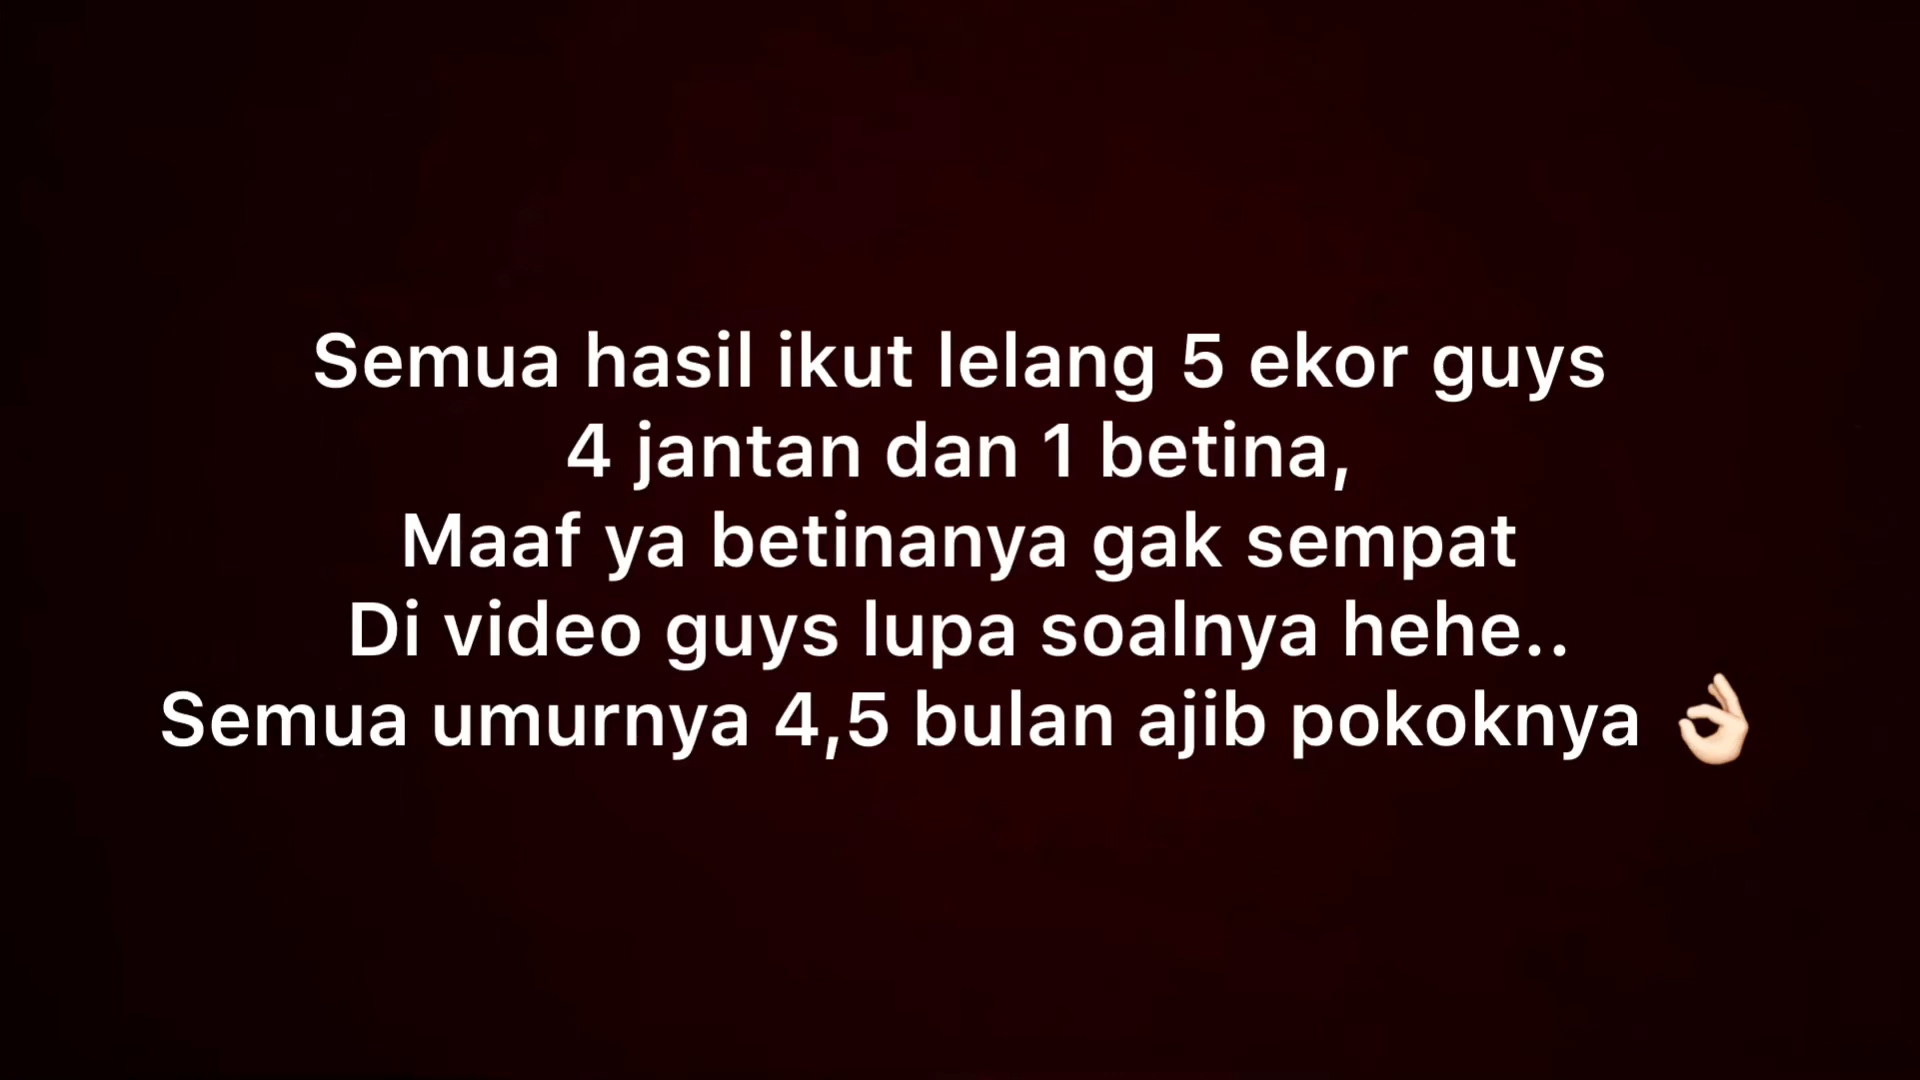 Semua hasil ikut lelang 5 ekor guys
4 jantan dan 1 betina,
Maaf ya betinanya gak sempat
Di video guys lupa soalnya hehe..
Semua umurnya 4,5 bulan ajib pokoknya 👌🏻